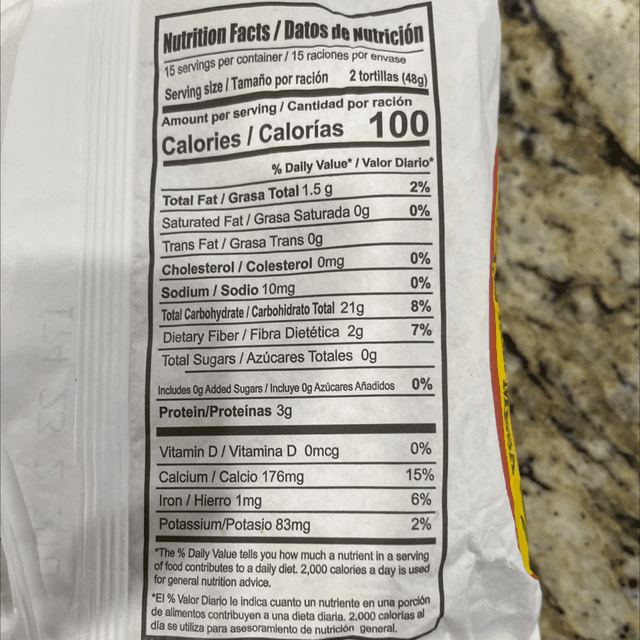 Nutrition Facts / Datos de Nutrición
15 servings per container / 15 raciones por envase
Serving size / Tamaño por ración 2 tortillas (48g)
Amount per serving / Cantidad por ración
Calories / Calorías 100
% Daily Value* / Valor Diario*
Total Fat / Grasa Total 1.5 g 2%
Saturated Fat / Grasa Saturada 0g 0%
Trans Fat / Grasa Trans 0g
Cholesterol / Colesterol 0mg 0%
Sodium / Sodio 10mg 0%
Total Carbohydrate / Carbohidrato Total 21g 8%
Dietary Fiber / Fibra Dietética 2g 7%
Total Sugars / Azúcares Totales 0g
Includes 0g Added Sugars / Incluye 0g Azúcares Añadidos 0%
Protein/Proteínas 3g
Vitamin D / Vitamina D 0mcg 0%
Calcium / Calcio 176mg 15%
Iron / Hierro 1mg 6%
Potassium/Potasio 83mg 2%
*The % Daily Value tells you how much a nutrient in a serving
of food contributes to a daily diet. 2,000 calories a day is used
for general nutrition advice.
*El % Valor Diario le indica cuanto un nutriente en una porción
de alimentos contribuyen a una dieta diaria. 2,000 calorías al
día se utiliza para asesoramiento de nutrición general.